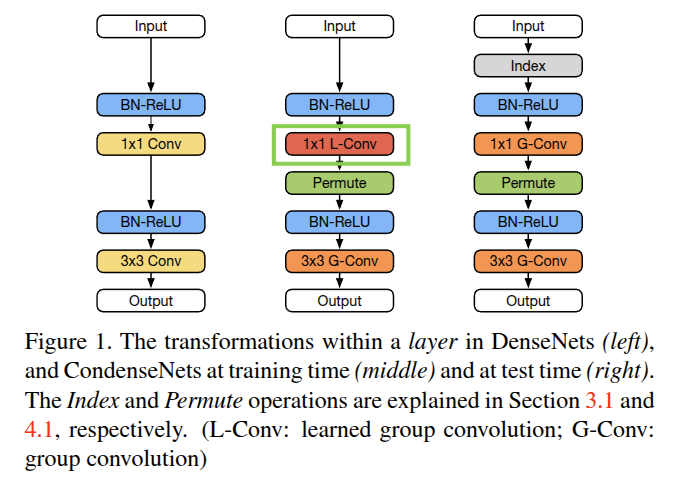 Input
BN-ReLU
1x1 Conv
BN-ReLU
3x3 Conv
Output
Input
BN-ReLU
1x1 L-Conv
Permute
BN-ReLU
3x3 G-Conv
Output
Input
Index
BN-ReLU
1x1 G-Conv
Permute
BN-ReLU
3x3 G-Conv
Output
Figure 1. The transformations within a layer in DenseNets (left),
and CondenseNets at training time (middle) and at test time (right).
The Index and Permute operations are explained in Section 3.1 and
4.1, respectively. (L-Conv: learned group convolution; G-Conv:
group convolution)